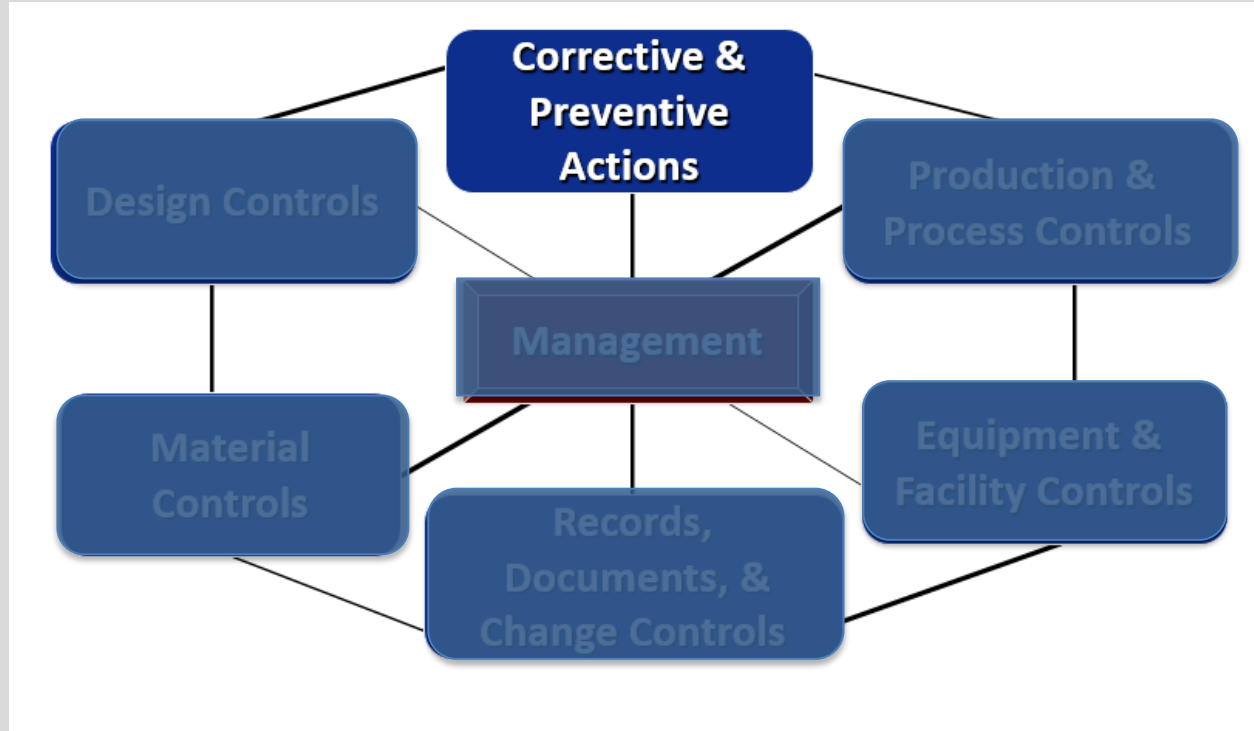 Corrective &
Preventive
Actions
Design Controls
Production &
Process Controls
Management
Material
Controls
Equipment &
Facility Controls
Records,
Documents, &
Change Controls